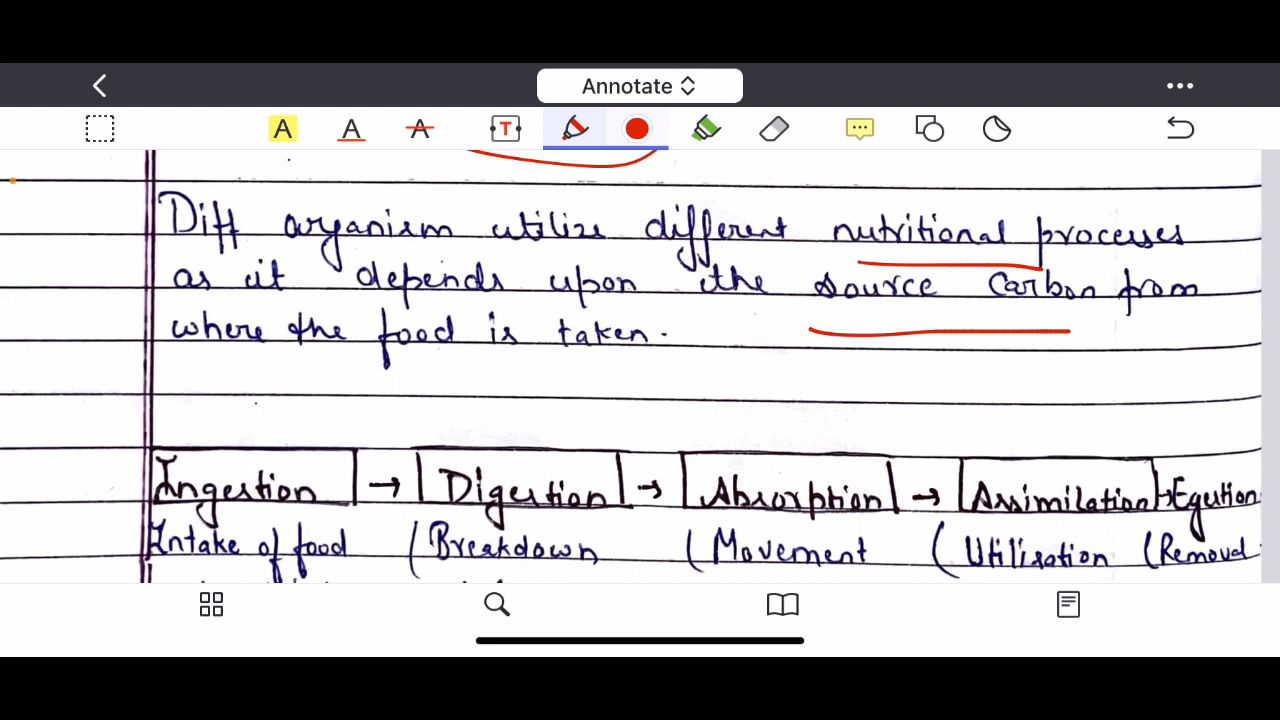 Annotate
A A A T
Diff organism utilize different nutritional processes
as it depends upon the source carbon from
where the food is taken.
Ingestion → Digestion → Absorption → Assimilation → Egestion
Intake of food (Breakdown (Movement (Utilisation (Removal